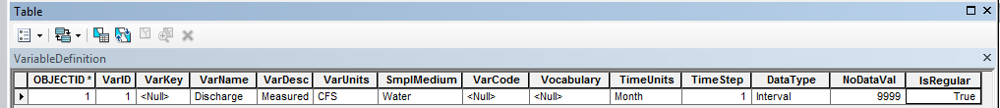 Table
VariableDefinition
OBJECTID * VarID VarKey VarName VarDesc VarUnits SmplMedium VarCode Vocabulary TimeUnits TimeStep DataType NoDataVal IsRegular
1 1 <Null> Discharge Measured CFS Water <Null> <Null> Month 1 Interval 9999 True